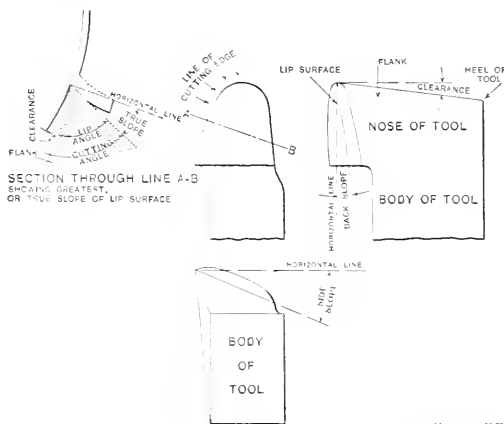 CLEARANCE
FLANK
LIP
ANGLE
CUTTING
ANGLE
TRUE
SLOPE
HORIZONTAL
LINE A
B
SECTION THROUGH LINE A-B
SHOWING GREATEST,
OR TRUE SLOPE OF LIP SURFACE
LINE OF
CUTTING EDGE
LIP SURFACE
FLANK
CLEARANCE
HEEL OF
TOOL
NOSE OF TOOL
BODY OF TOOL
HORIZONTAL LINE
BACK SLOPE
HORIZONTAL LINE
SIDE
SLOPE
BODY
OF
TOOL